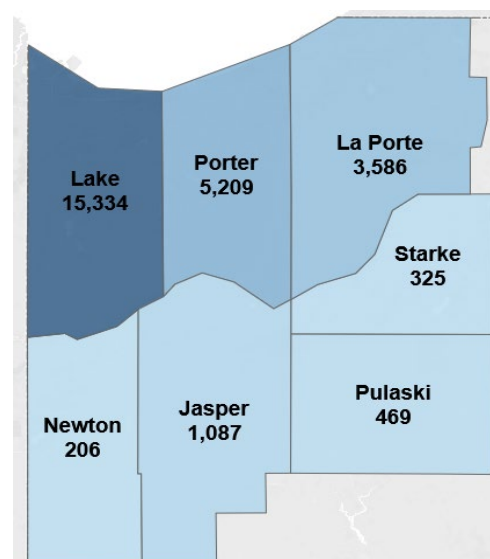 La Porte
3,586
Porter
5,209
Lake
15,334
Starke
325
Pulaski
469
Jasper
1,087
Newton
206